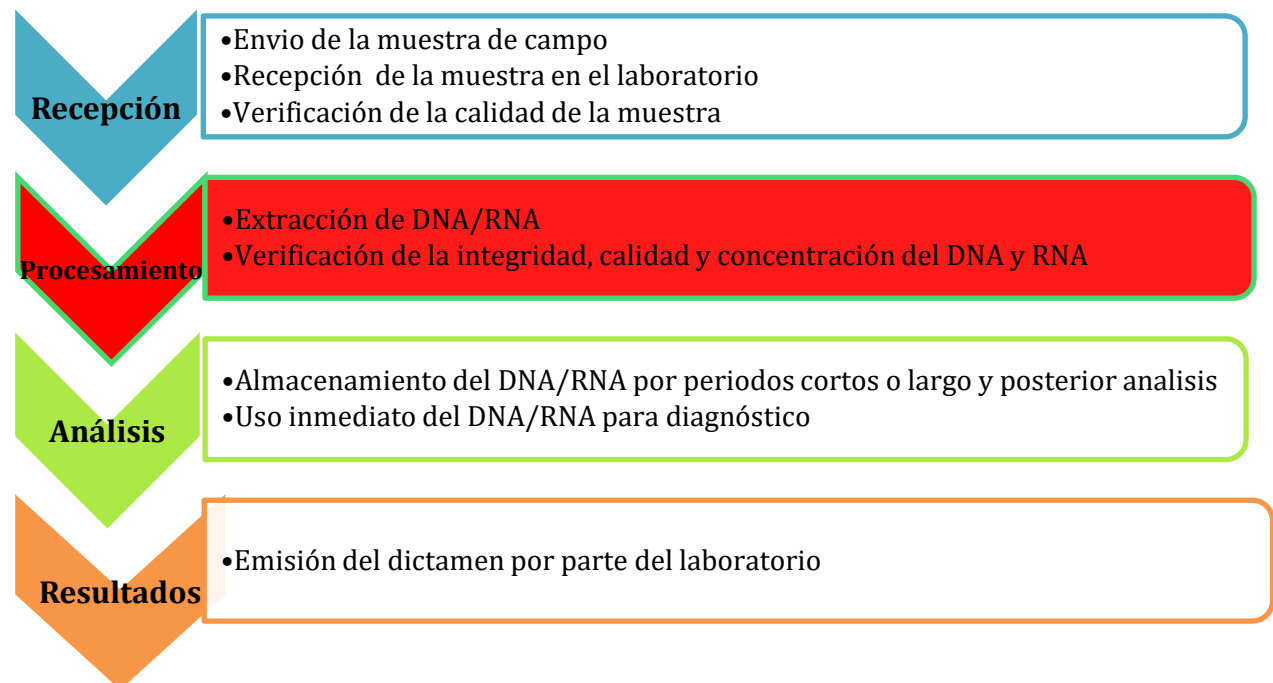 Recepción
•Envio de la muestra de campo
•Recepción de la muestra en el laboratorio
•Verificación de la calidad de la muestra
Procesamiento
•Extracción de DNA/RNA
•Verificación de la integridad, calidad y concentración del DNA y RNA
Análisis
•Almacenamiento del DNA/RNA por periodos cortos o largo y posterior analisis
•Uso inmediato del DNA/RNA para diagnóstico
Resultados
•Emisión del dictamen por parte del laboratorio